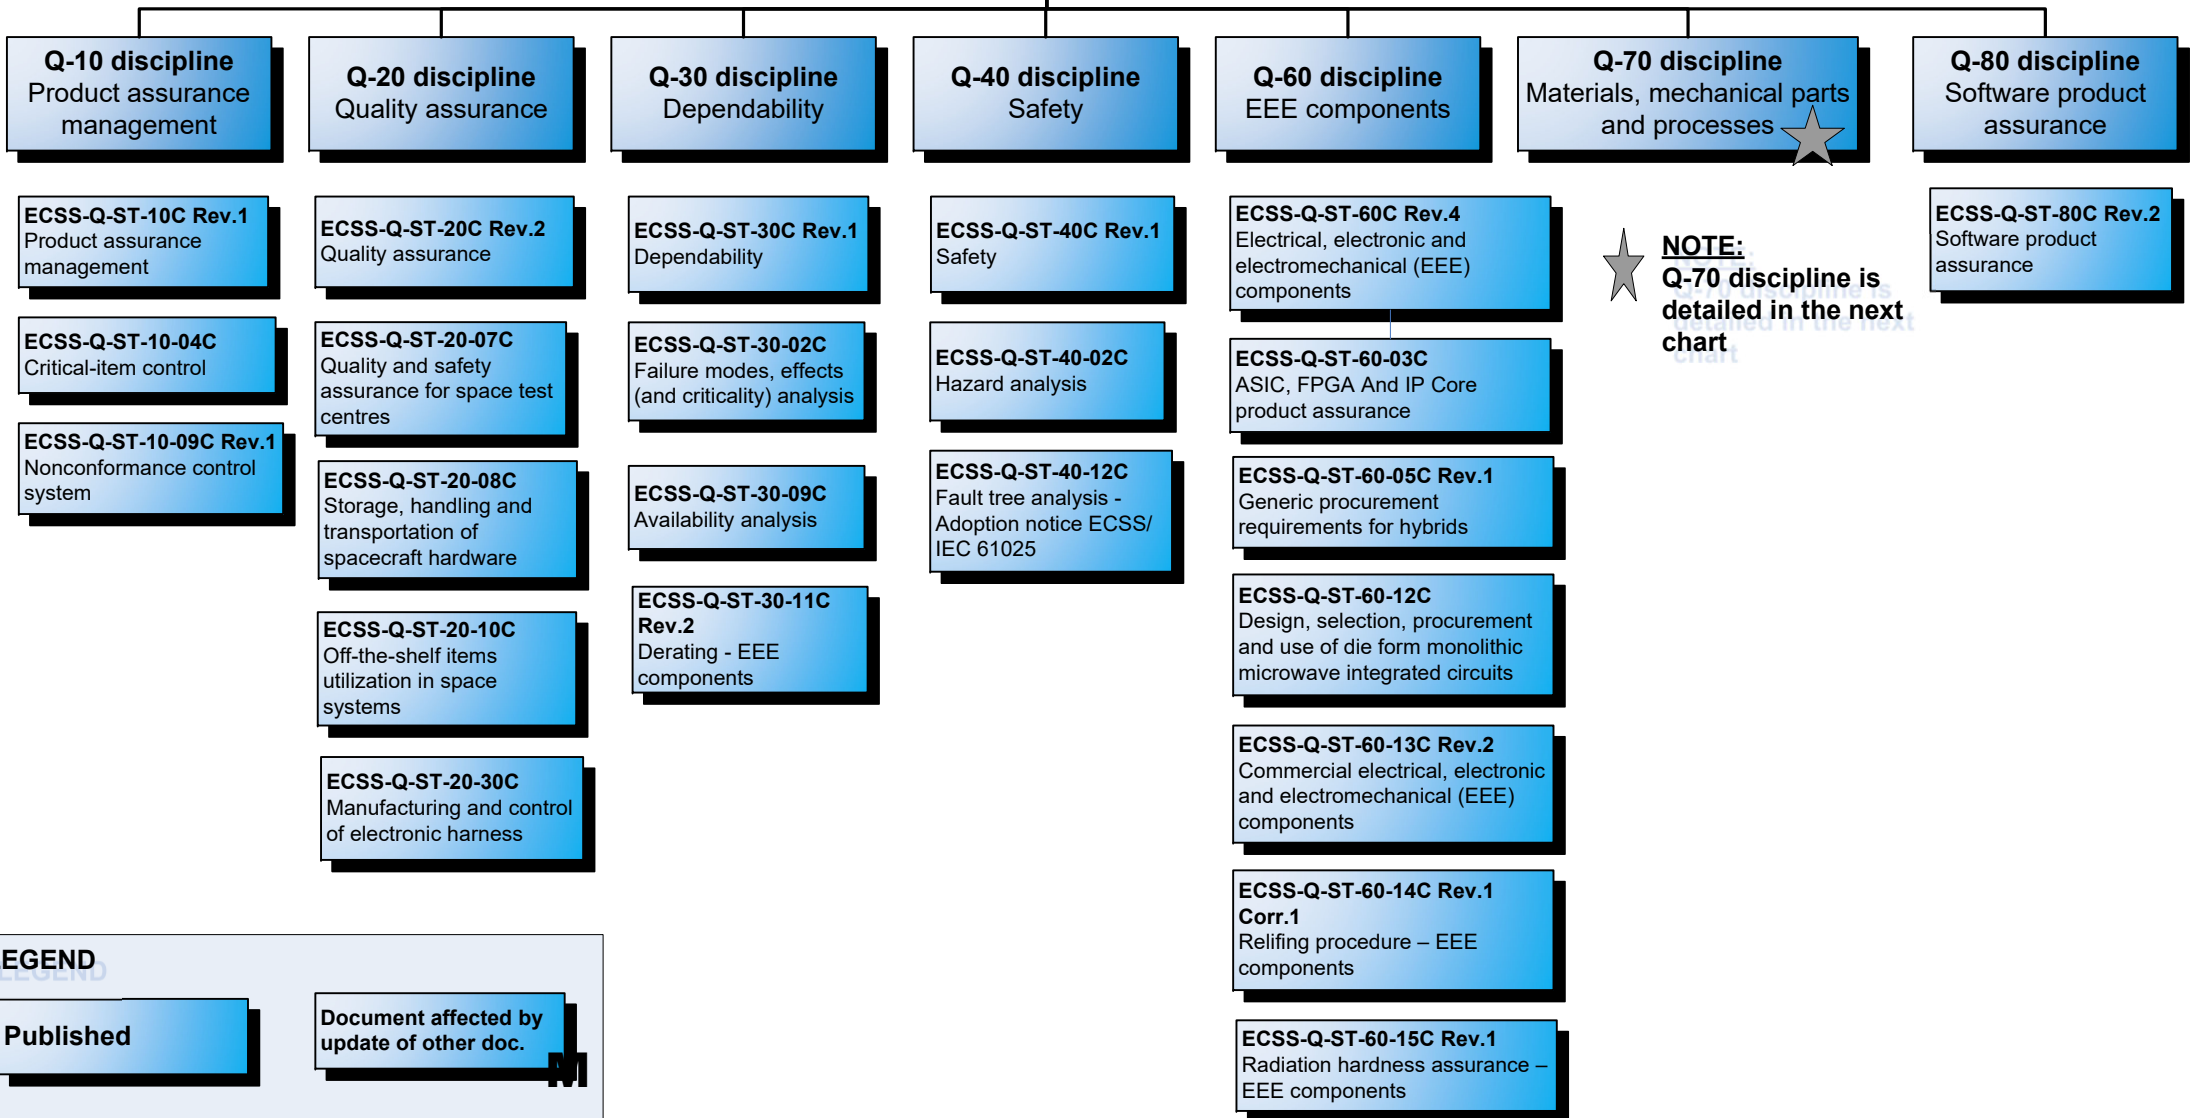 Q-10 discipline
Product assurance
management
Q-20 discipline
Quality assurance
Q-30 discipline
Dependability
Q-40 discipline
Safety
Q-60 discipline
EEE components
Q-70 discipline
Materials, mechanical parts
and processes
Q-80 discipline
Software product
assurance
ECSS-Q-ST-10C Rev.1
Product assurance
management
ECSS-Q-ST-10-04C
Critical-item control
ECSS-Q-ST-10-09C Rev.1
Nonconformance control
system
ECSS-Q-ST-20C Rev.2
Quality assurance
ECSS-Q-ST-20-07C
Quality and safety
assurance for space test
centres
ECSS-Q-ST-20-08C
Storage, handling and
transportation of
spacecraft hardware
ECSS-Q-ST-20-10C
Off-the-shelf items
utilization in space
systems
ECSS-Q-ST-20-30C
Manufacturing and control
of electronic harness
ECSS-Q-ST-30C Rev.1
Dependability
ECSS-Q-ST-30-02C
Failure modes, effects
(and criticality) analysis
ECSS-Q-ST-30-09C
Availability analysis
ECSS-Q-ST-30-11C
Rev.2
Derating - EEE
components
ECSS-Q-ST-40C Rev.1
Safety
ECSS-Q-ST-40-02C
Hazard analysis
ECSS-Q-ST-40-12C
Fault tree analysis -
Adoption notice ECSS/
IEC 61025
ECSS-Q-ST-60C Rev.4
Electrical, electronic and
electromechanical (EEE)
components
ECSS-Q-ST-60-03C
ASIC, FPGA And IP Core
product assurance
ECSS-Q-ST-60-05C Rev.1
Generic procurement
requirements for hybrids
ECSS-Q-ST-60-12C
Design, selection, procurement
and use of die form monolithic
microwave integrated circuits
ECSS-Q-ST-60-13C Rev.2
Commercial electrical, electronic
and electromechanical (EEE)
components
ECSS-Q-ST-60-14C Rev.1
Corr.1
Relifing procedure – EEE
components
ECSS-Q-ST-60-15C Rev.1
Radiation hardness assurance –
EEE components
NOTE:
Q-70 discipline is
detailed in the next
chart
ECSS-Q-ST-80C Rev.2
Software product
assurance
EGEND
Published
Document affected by
update of other doc.
M